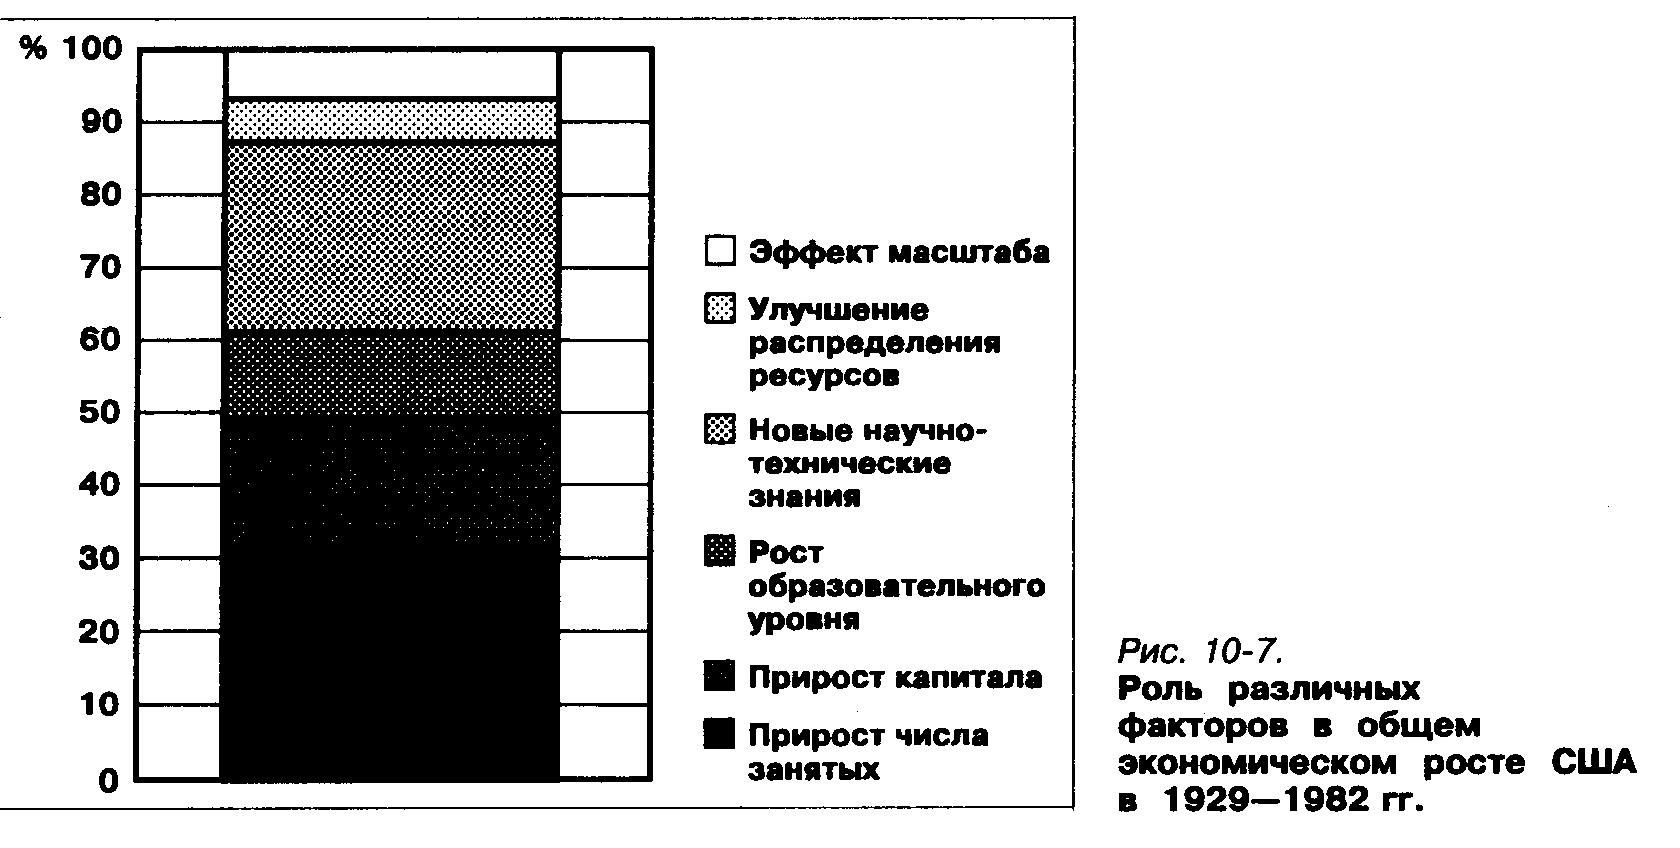 % 100
90
80
70
60
50
40
30
20
10
0
Эффект масштаба
Улучшение
распределения
ресурсов
Новые научно-
технические
знания
Рост
образовательного
уровня
Прирост капитала
Прирост числа
занятых
Рис. 10-7.
Роль различных
факторов в общем
экономическом росте США
в 1929—1982 гг.